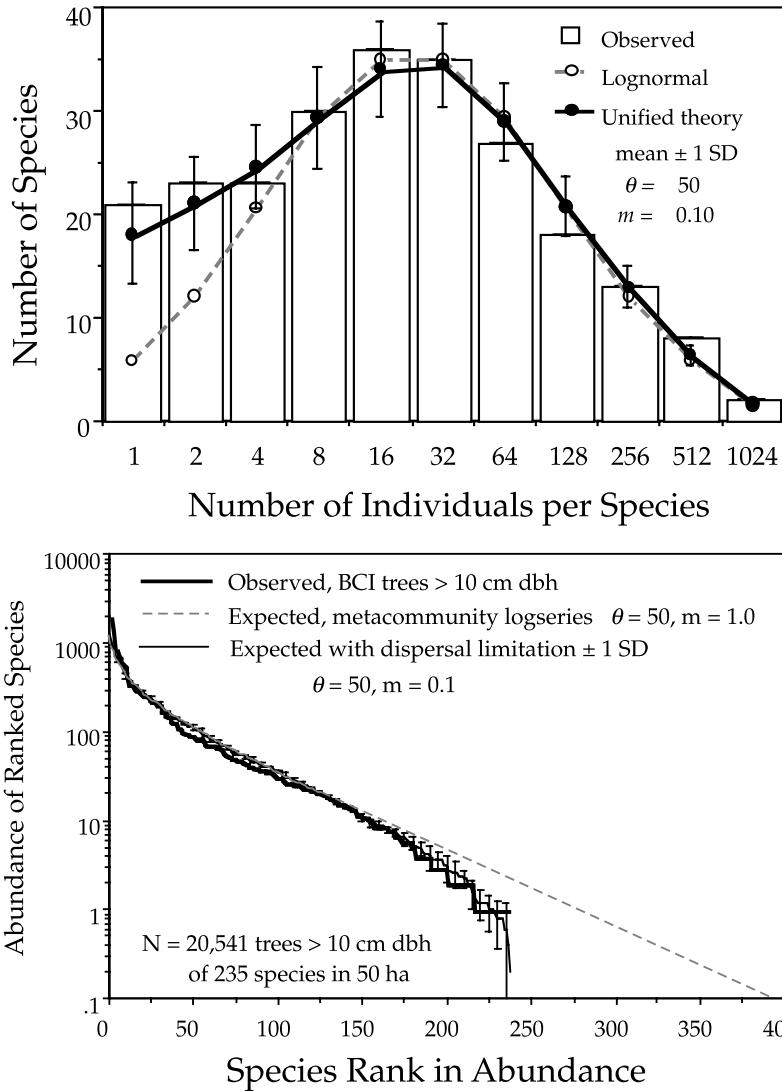 40
30
20
10
0
Number of Species
Observed
Lognormal
Unified theory
mean ± 1 SD
θ = 50
m = 0.10
1 2 4 8 16 32 64 128 256 512 1024
Number of Individuals per Species
10000
1000
100
10
1
.1
Abundance of Ranked Species
Observed, BCI trees > 10 cm dbh
Expected, metacommunity logseries θ = 50, m = 1.0
Expected with dispersal limitation ± 1 SD
θ = 50, m = 0.1
N = 20,541 trees > 10 cm dbh
of 235 species in 50 ha
0 50 100 150 200 250 300 350 40
Species Rank in Abundance